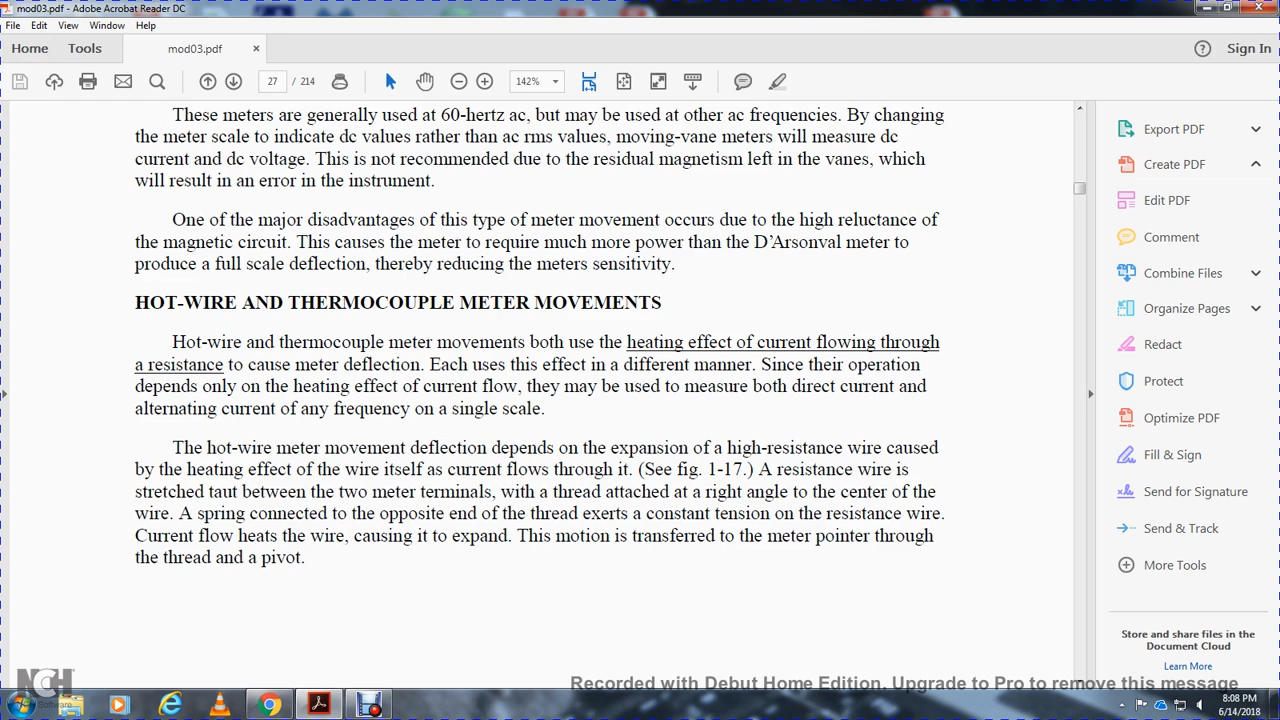 mod03.pdf - Adobe Acrobat Reader DC
File Edit View Window Help
Home Tools mod03.pdf × Sign In
27 / 214 142%
These meters are generally used at 60-hertz ac, but may be used at other ac frequencies. By changing
the meter scale to indicate dc values rather than ac rms values, moving-vane meters will measure dc
current and dc voltage. This is not recommended due to the residual magnetism left in the vanes, which
will result in an error in the instrument.
One of the major disadvantages of this type of meter movement occurs due to the high reluctance of
the magnetic circuit. This causes the meter to require much more power than the D’Arsonval meter to
produce a full scale deflection, thereby reducing the meters sensitivity.
HOT-WIRE AND THERMOCOUPLE METER MOVEMENTS
Hot-wire and thermocouple meter movements both use the heating effect of current flowing through
a resistance to cause meter deflection. Each uses this effect in a different manner. Since their operation
depends only on the heating effect of current flow, they may be used to measure both direct current and
alternating current of any frequency on a single scale.
The hot-wire meter movement deflection depends on the expansion of a high-resistance wire caused
by the heating effect of the wire itself as current flows through it. (See fig. 1-17.) A resistance wire is
stretched taut between the two meter terminals, with a thread attached at a right angle to the center of the
wire. A spring connected to the opposite end of the thread exerts a constant tension on the resistance wire.
Current flow heats the wire, causing it to expand. This motion is transferred to the meter pointer through
the thread and a pivot.
Export PDF
Create PDF
Edit PDF
Comment
Combine Files
Organize Pages
Redact
Protect
Optimize PDF
Fill & Sign
Send for Signature
Send & Track
More Tools
Store and share files in the
Document Cloud
Learn More
NCH
Software
Recorded with Debut Home Edition. Upgrade to Pro to remove this message
8:08 PM
6/14/2018